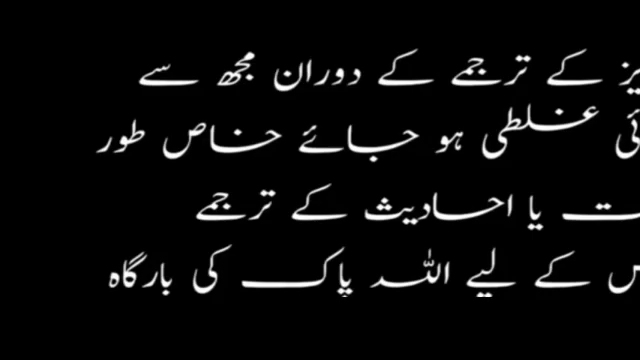 کے ترجمے کے دوران مجھ سے
غلطی ہو جائے خاص طور
یا احادیث کے ترجمے
کے لیے اللہ پاک کی بارگاہ